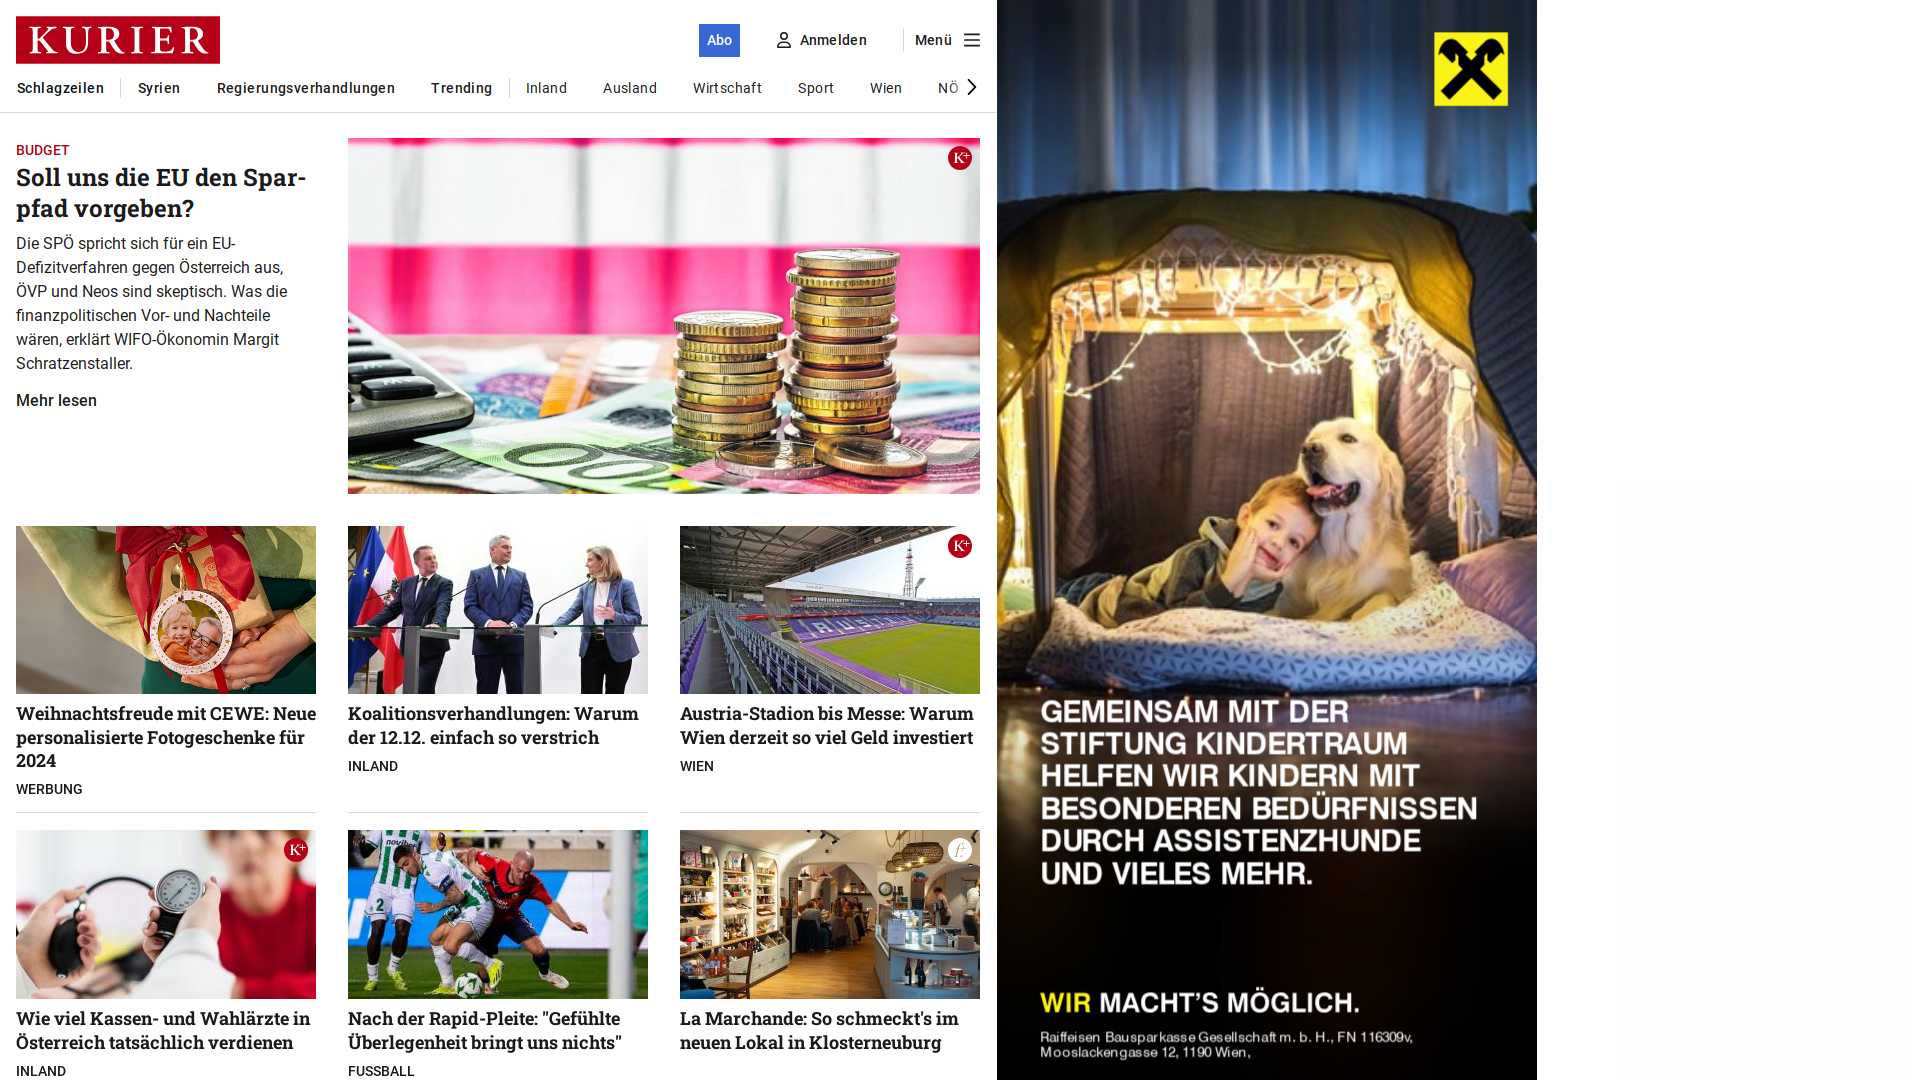 KURIER
Abo
Anmelden
Menü
Schlagzeilen
Syrien
Regierungsverhandlungen
Trending
Inland
Ausland
Wirtschaft
Sport
Wien
NÖ
BUDGET
Soll uns die EU den Spar-
pfad vorgeben?
Die SPÖ spricht sich für ein EU-
Defizitverfahren gegen Österreich aus,
ÖVP und Neos sind skeptisch. Was die
finanzpolitischen Vor- und Nachteile
wären, erklärt WIFO-Ökonomin Margit
Schratzenstaller.
Mehr lesen
K+
100
K+
AUSTRIA
Weihnachtsfreude mit CEWE: Neue
personalisierte Fotogeschenke für
2024
WERBUNG
Koalitionsverhandlungen: Warum
der 12.12. einfach so verstrich
INLAND
Austria-Stadion bis Messe: Warum
Wien derzeit so viel Geld investiert
WIEN
K+
novibet
2
f+
Wie viel Kassen- und Wahlärzte in
Österreich tatsächlich verdienen
INLAND
Nach der Rapid-Pleite: "Gefühlte
Überlegenheit bringt uns nichts"
FUSSBALL
La Marchande: So schmeckt's im
neuen Lokal in Klosterneuburg
GEMEINSAM MIT DER
STIFTUNG KINDERTRAUM
HELFEN WIR KINDERN MIT
BESONDEREN BEDÜRFNISSEN
DURCH ASSISTENZHUNDE
UND VIELES MEHR.
WIR MACHT'S MÖGLICH.
Raiffeisen Bausparkasse Gesellschaft m. b. H., FN 116309v,
Mooslackengasse 12, 1190 Wien,